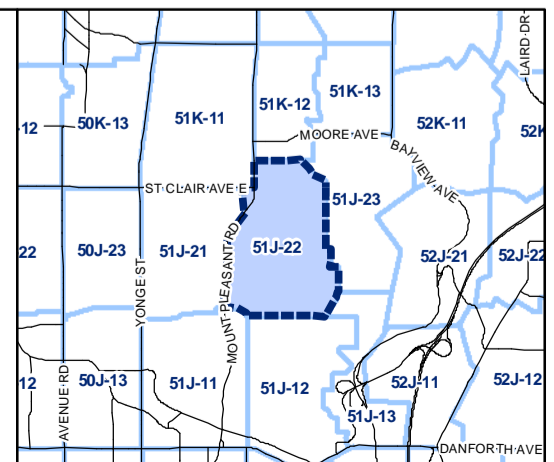 LAIRD DR
51K-13
51K-12
50K-13
51K-11
52K-11
-12
52K
MOORE AVE
BAYVIEW AVE
ST CLAIR AVE E
51J-23
22
50J-23
51J-21
51J-22
52J-21
52J-22
YONGE ST
MOUNT PLEASANT RD
12
50J-13
51J-11
51J-12
52J-11
52J-12
AVENUE RD
51J-13
DANFORTH AVE